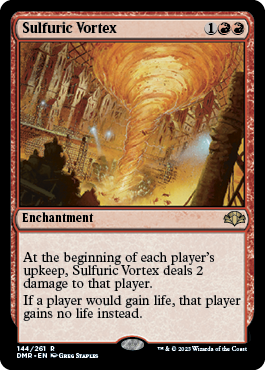 Sulfuric Vortex 1
Enchantment
At the beginning of each player's
upkeep, Sulfuric Vortex deals 2
damage to that player.
If a player would gain life, that player
gains no life instead.
144/261 R
DMR • EN Greg Staples
™ & © 2023 Wizards of the Coast